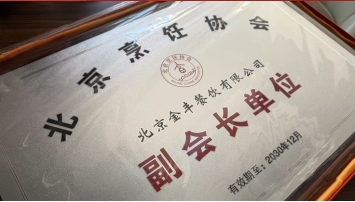 北京烹饪协会
北京金丰餐饮有限公司
副会长单位
有效期至：2030年12月